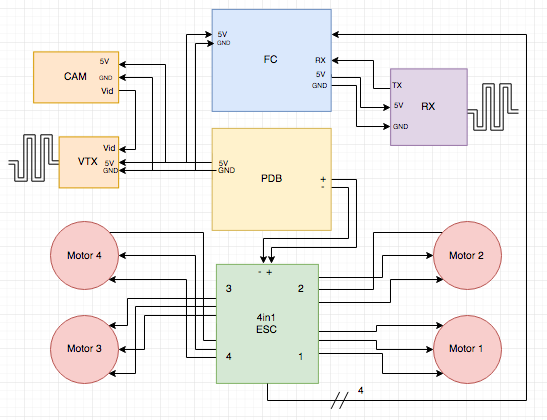 5V
GND
FC
RX
5V
GND
5V
GND
Vid
CAM
TX
5V
GND
RX
Vid
5V
GND
VTX
5V
GND
PDB
+
-
Motor 4
Motor 2
- +
3
2
4in1
ESC
4
1
Motor 3
Motor 1
4